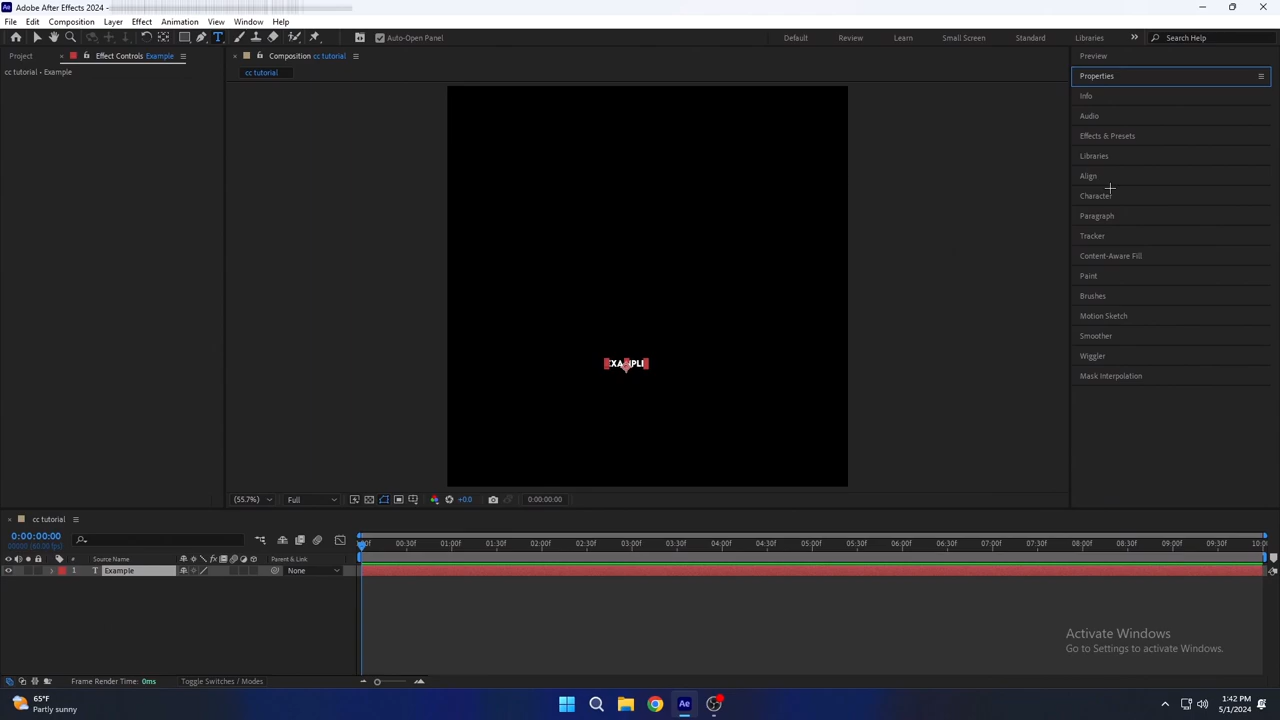 Adobe After Effects 2024 -
File Edit Composition Layer Effect Animation View Window Help
Auto-Open Panel Default Review Learn Small Screen Standard Libraries Search Help
Project Effect Controls Example Composition cc tutorial Preview
cc tutorial • Example cc tutorial Properties
Info
Audio
Effects & Presets
Libraries
Align
Character
Paragraph
Tracker
Content-Aware Fill
Paint
Brushes
Motion Sketch
Smoother
Wiggler
EXAMPLE
Mask Interpolation
(55.7%) Full +0.0 0:00:00:00
cc tutorial
0:00:00:00
00000 (60.00 fps)
00f 00:30f 01:00f 01:30f 02:00f 02:30f 03:00f 03:30f 04:00f 04:30f 05:00f 05:30f 06:00f 06:30f 07:00f 07:30f 08:00f 08:30f 09:00f 09:30f 10:00
# Source Name fx Parent & Link
1 T Example None
Activate Windows
Go to Settings to activate Windows.
Frame Render Time: 0ms Toggle Switches / Modes
65°F
Partly sunny
1:42 PM
5/1/2024